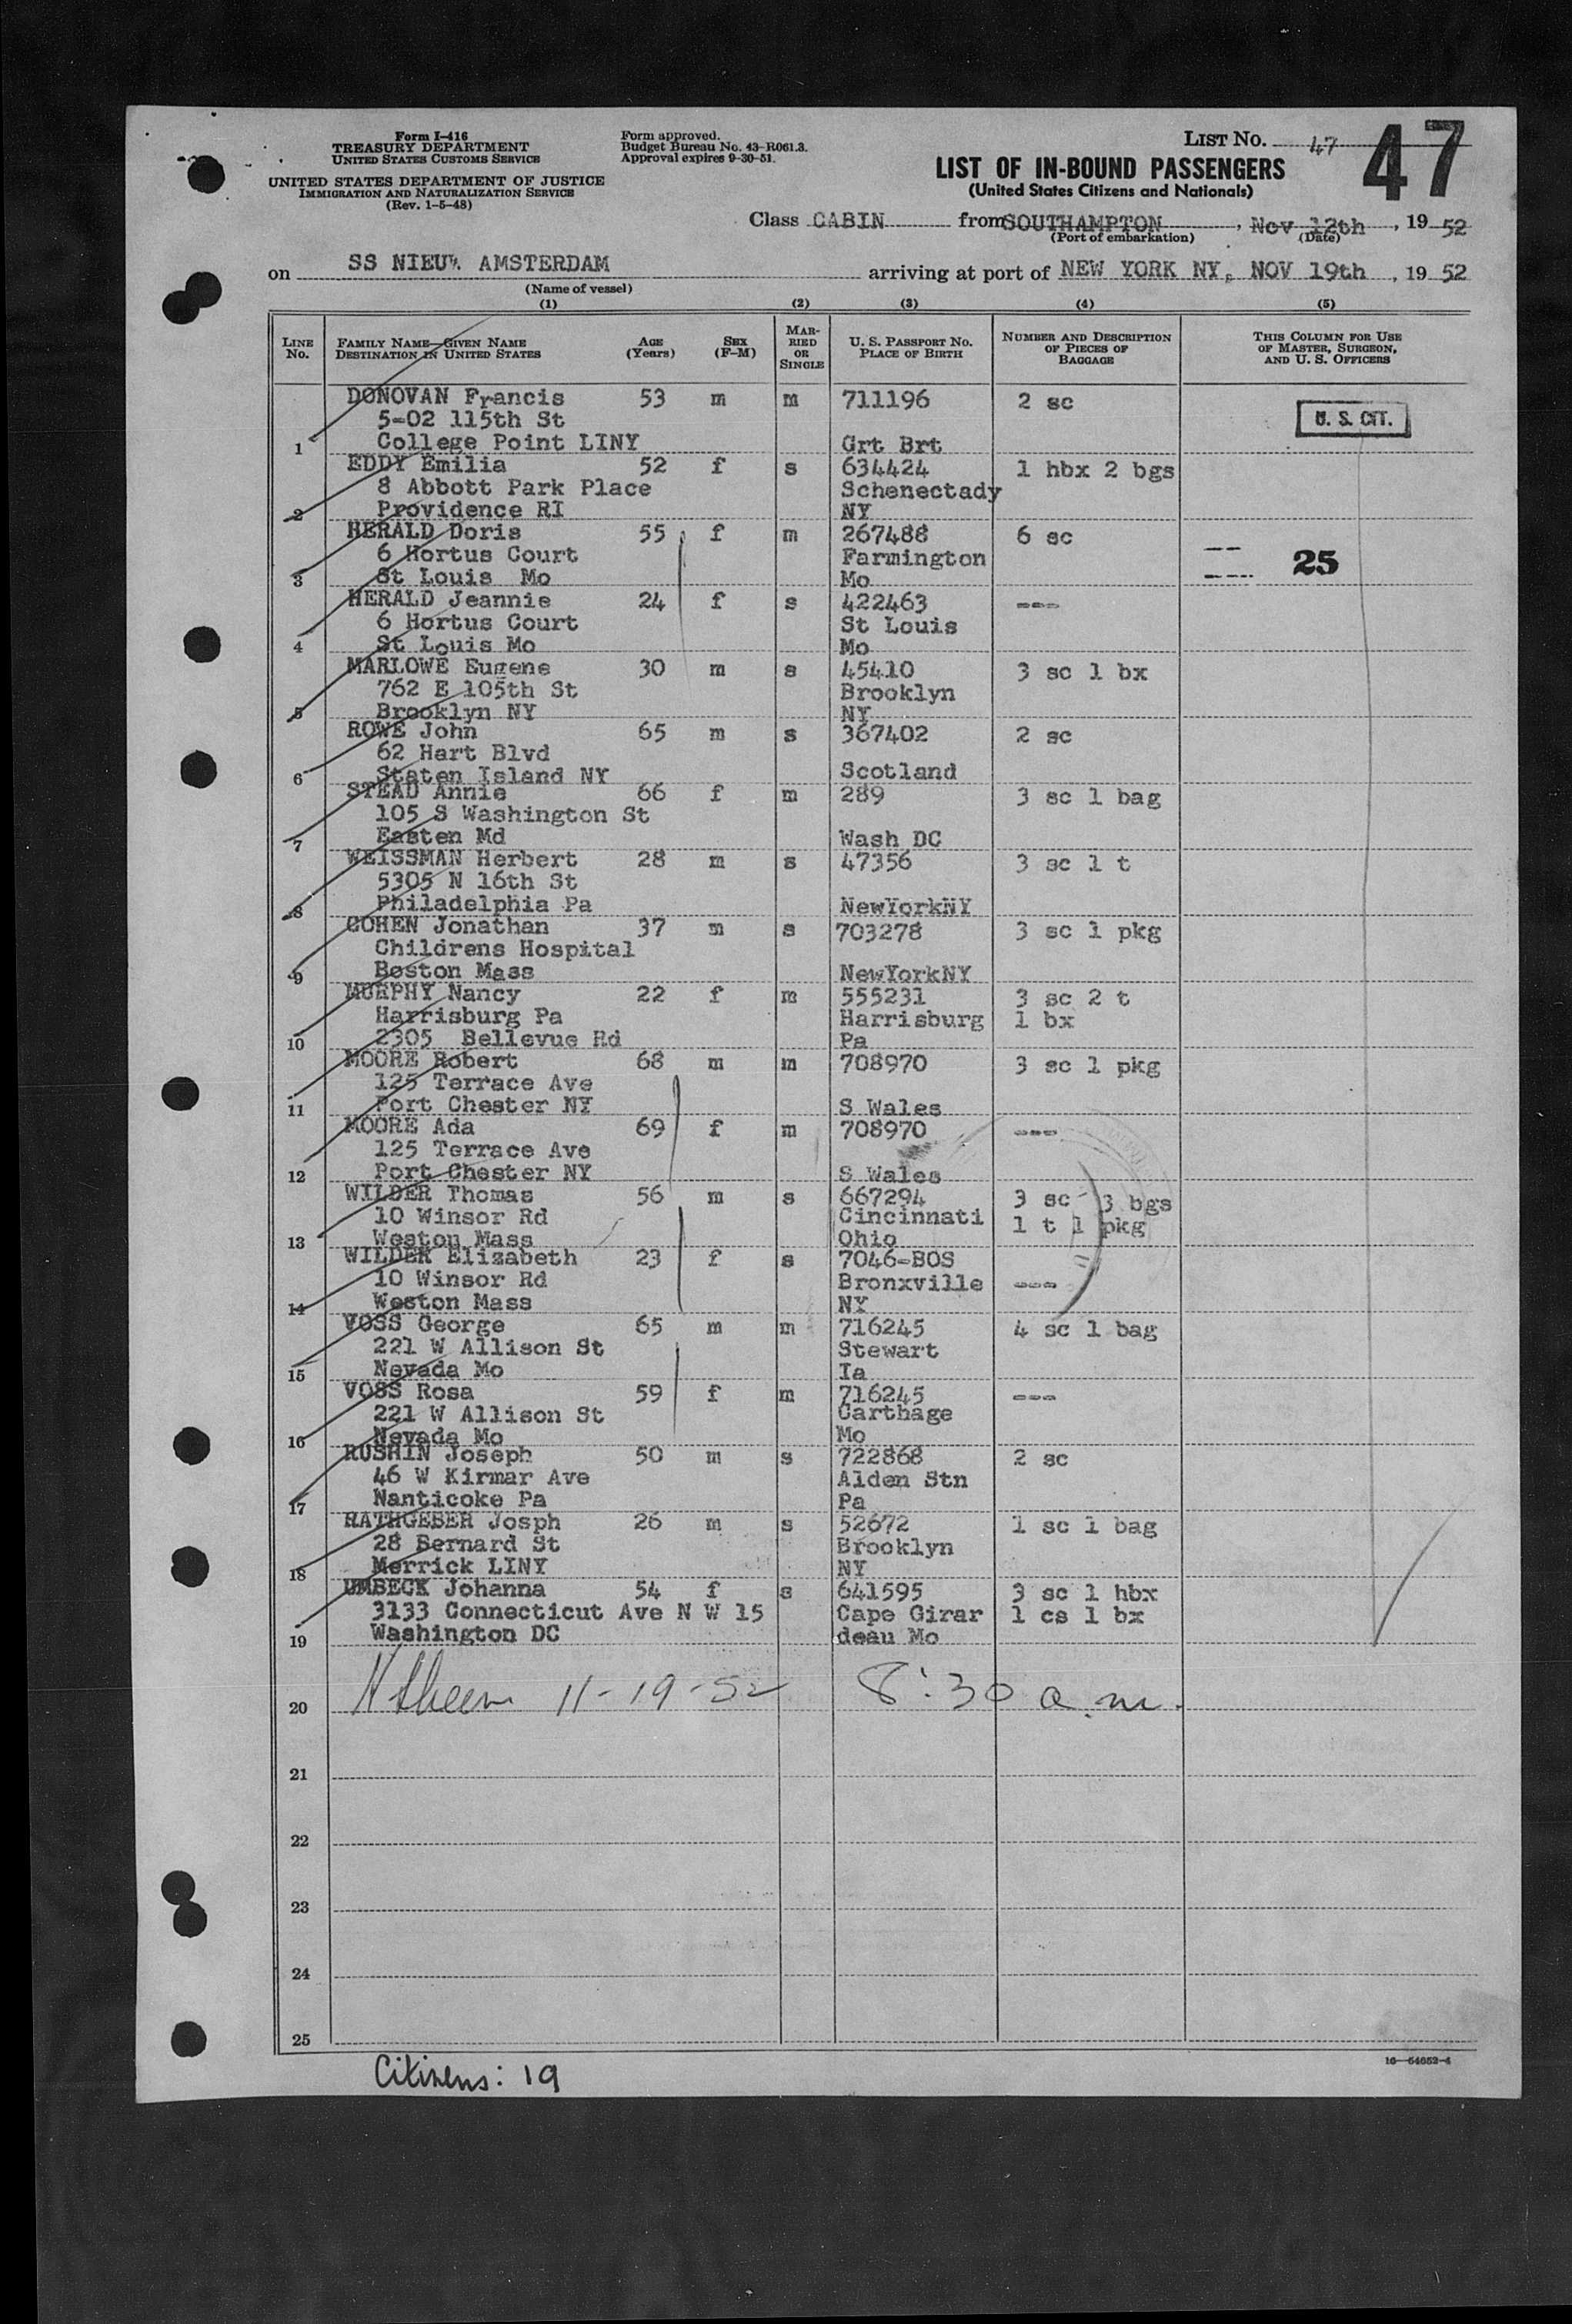 Form I-416
TREASURY DEPARTMENT
UNITED STATES CUSTOMS SERVICE
UNITED STATES DEPARTMENT OF JUSTICE
IMMIGRATION AND NATURALIZATION SERVICE
(Rev. 1-5-48)
Form approved.
Budget Bureau No. 43-R061.3.
Approval expires 9-30-51.
LIST No. 47 47
LIST OF IN-BOUND PASSENGERS
(United States Citizens and Nationals)
Class CABIN from SOUTHAMPTON, Nov 12th, 19 52
(Port of embarkation) (Date)
on SS NIEUW. AMSTERDAM arriving at port of NEW YORK NY, NOV 19th, 19 52
(Name of vessel)
(1) (2) (3) (4) (5)
LINE No. FAMILY NAME—GIVEN NAME DESTINATION IN UNITED STATES AGE (Years) SEX (F-M) MARRIED OR SINGLE U. S. PASSPORT No. PLACE OF BIRTH NUMBER AND DESCRIPTION OF PIECES OF BAGGAGE THIS COLUMN FOR USE OF MASTER, SURGEON, AND U. S. OFFICERS
DONOVAN Francis 53 m m 711196 2 sc
5-02 115th St U. S. CIT.
1 College Point LINY Grt Brt
EDDY Emilia 52 f s 634424 1 hbx 2 bgs
8 Abbott Park Place Schenectady
2 Providence RI NY
HERALD Doris 55 f m 267488 6 sc
6 Hortus Court Farmington -- 25
3 St Louis Mo Mo ----
HERALD Jeannie 24 f s 422463 ---
6 Hortus Court St Louis
4 St Louis Mo Mo
MARLOWE Eugene 30 m s 45410 3 sc 1 bx
762 E 105th St Brooklyn
5 Brooklyn NY NY
ROWE John 65 m s 367402 2 sc
62 Hart Blvd
6 Staten Island NY Scotland
STEAD Annie 66 f m 289 3 sc 1 bag
105 S Washington St
7 Easten Md Wash DC
WEISSMAN Herbert 28 m s 47356 3 sc 1 t
5305 N 16th St
8 Philadelphia Pa NewYorkNY
COHEN Jonathan 37 m s 703278 3 sc 1 pkg
Childrens Hospital
9 Boston Mass NewYorkNY
MURPHY Nancy 22 f m 555231 3 sc 2 t
Harrisburg Pa Harrisburg 1 bx
10 2305 Bellevue Rd Pa
MOORE Robert 68 m m 708970 3 sc 1 pkg
125 Terrace Ave
11 Port Chester NY S Wales
MOORE Ada 69 f m 708970 ---
125 Terrace Ave
12 Port Chester NY S Wales
WILDER Thomas 56 m s 667294 3 sc 3 bgs
10 Winsor Rd Cincinnati 1 t 1 pkg
13 Weston Mass Ohio
WILDER Elizabeth 23 f s 7046-BOS
10 Winsor Rd Bronxville ---
14 Weston Mass NY
VOSS George 65 m m 716245 4 sc 1 bag
221 W Allison St Stewart
15 Nevada Mo Ia
VOSS Rosa 59 f m 716245 ---
221 W Allison St Carthage
16 Nevada Mo Mo
RUSHIN Joseph 50 m s 722868 2 sc
46 W Kirmar Ave Alden Stn
17 Nanticoke Pa Pa
RATHGEBER Josph 26 m s 52672 1 sc 1 bag
28 Bernard St Brooklyn
18 Merrick LINY NY
UMBECK Johanna 54 f s 641595 3 sc 1 hbx
3133 Connecticut Ave N W 15 Cape Girar 1 cs 1 bx
19 Washington DC deau Mo
20 11-19-52 8:30 a.m.
21
22
23
24
25
Citizens: 19
16—54652-4